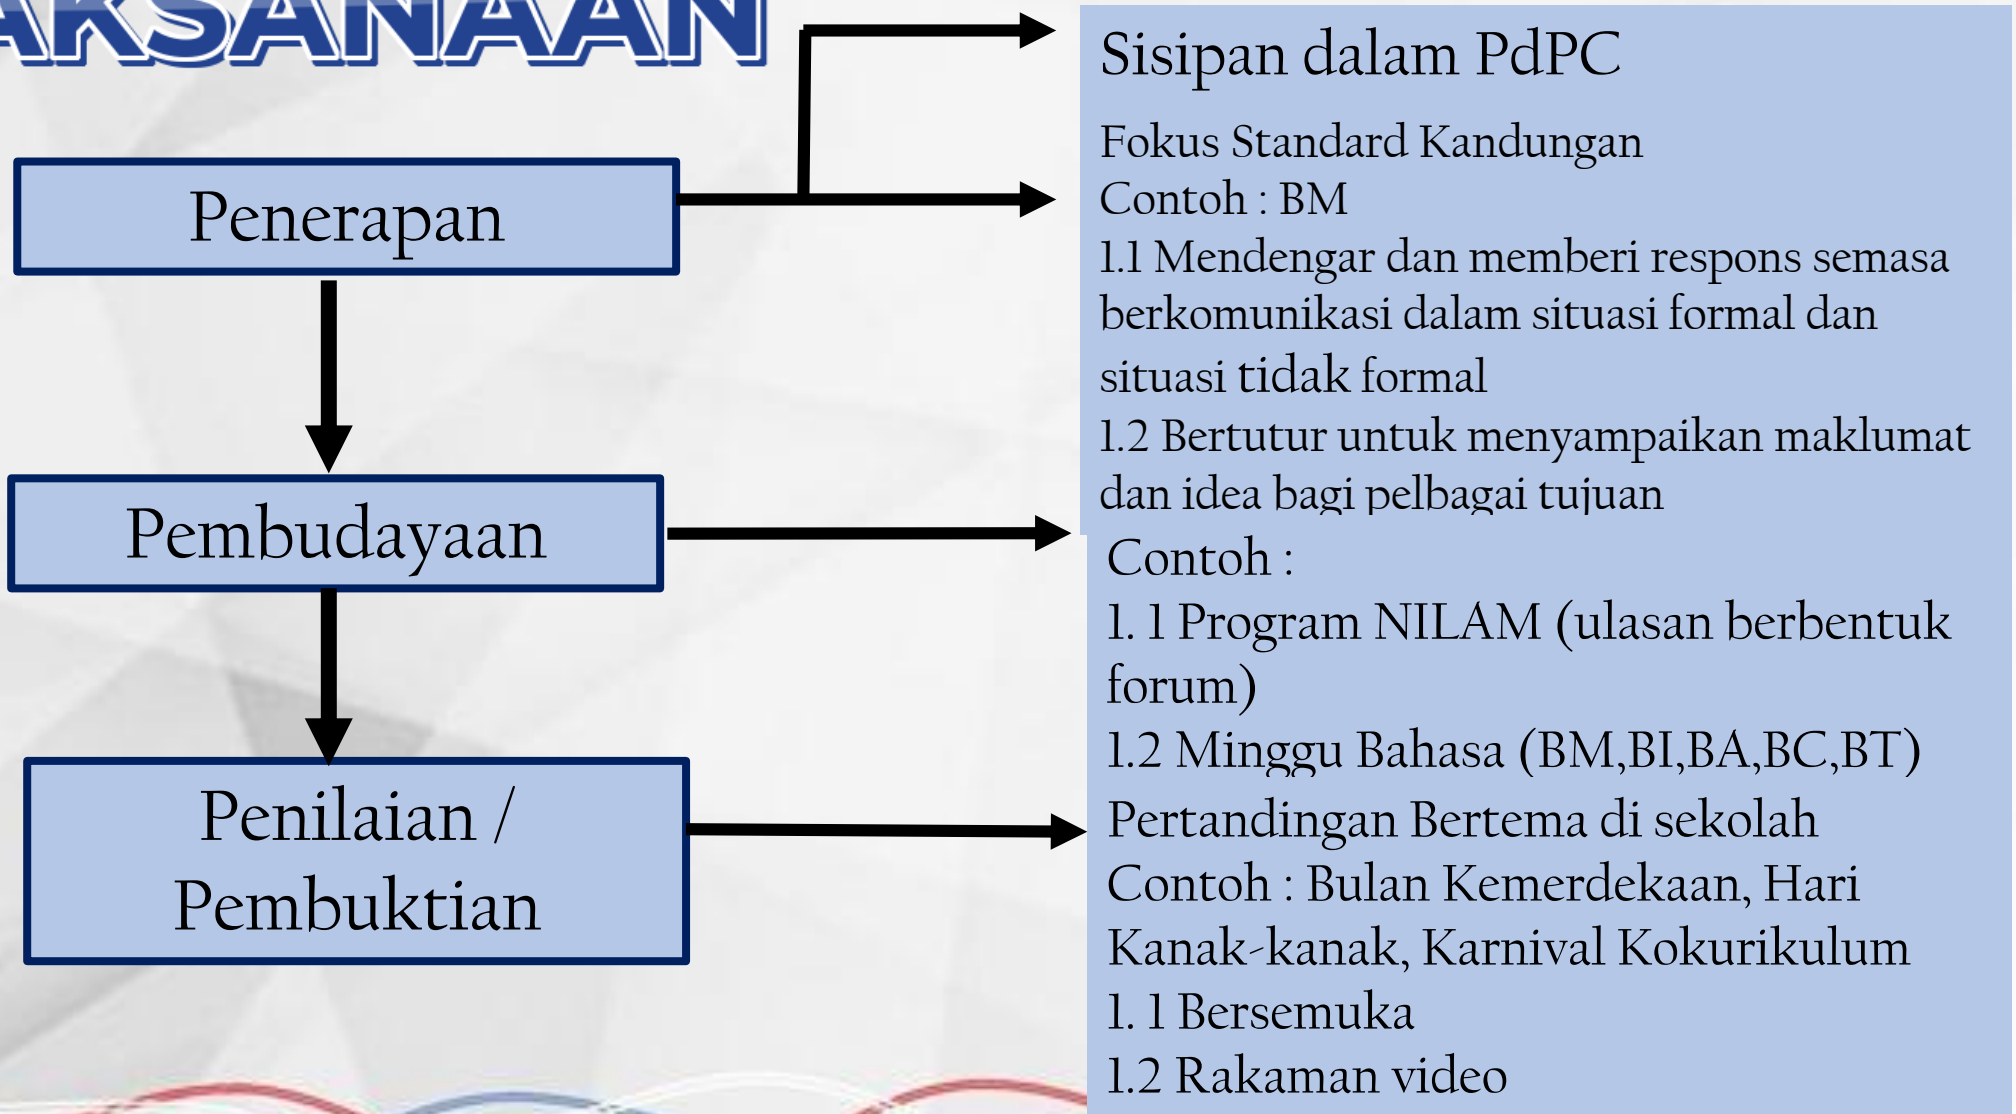 AKSANAAN
Penerapan
Pembudayaan
Penilaian /
Pembuktian
Sisipan dalam PdPC
Fokus Standard Kandungan
Contoh : BM
1.1 Mendengar dan memberi respons semasa
berkomunikasi dalam situasi formal dan
situasi tidak formal
1.2 Bertutur untuk menyampaikan maklumat
dan idea bagi pelbagai tujuan
Contoh :
1. 1 Program NILAM (ulasan berbentuk
forum)
1.2 Minggu Bahasa (BM,BI,BA,BC,BT)
Pertandingan Bertema di sekolah
Contoh : Bulan Kemerdekaan, Hari
Kanak-kanak, Karnival Kokurikulum
1. 1 Bersemuka
1.2 Rakaman video